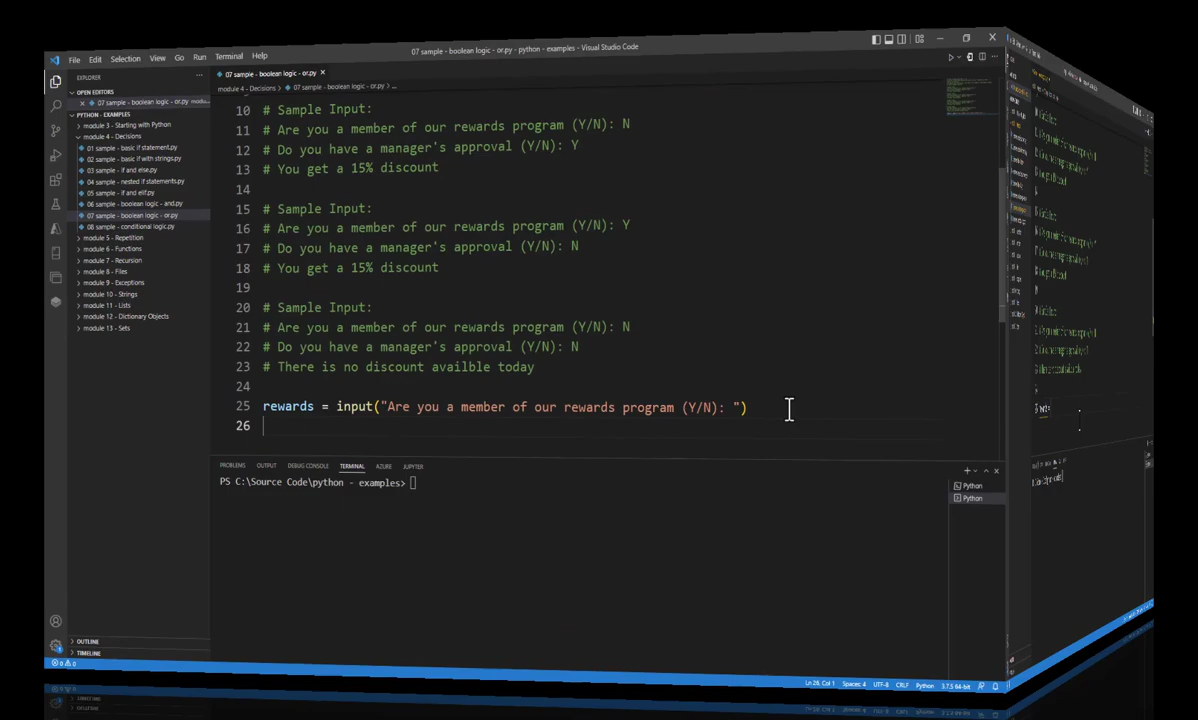 File Edit Selection View Go Run Terminal Help
07 sample - boolean logic - or.py - python - examples - Visual Studio Code
EXPLORER
OPEN EDITORS
07 sample - boolean logic - or.py modu...
PYTHON - EXAMPLES
module 3 - Starting with Python
module 4 - Decisions
01 sample - basic if statement.py
02 sample - basic if with strings.py
03 sample - if and else.py
04 sample - nested if statements.py
05 sample - if and elif.py
06 sample - boolean logic - and.py
07 sample - boolean logic - or.py
08 sample - conditional logic.py
module 5 - Repetition
module 6 - Functions
module 7 - Recursion
module 8 - Files
module 9 - Exceptions
module 10 - Strings
module 11 - Lists
module 12 - Dictionary Objects
module 13 - Sets
OUTLINE
TIMELINE
07 sample - boolean logic - or.py
module 4 - Decisions > 07 sample - boolean logic - or.py > ...
10 # Sample Input:
11 # Are you a member of our rewards program (Y/N): N
12 # Do you have a manager's approval (Y/N): Y
13 # You get a 15% discount
14
15 # Sample Input:
16 # Are you a member of our rewards program (Y/N): Y
17 # Do you have a manager's approval (Y/N): N
18 # You get a 15% discount
19
20 # Sample Input:
21 # Are you a member of our rewards program (Y/N): N
22 # Do you have a manager's approval (Y/N): N
23 # There is no discount availble today
24
25 rewards = input("Are you a member of our rewards program (Y/N): ")
26
PROBLEMS OUTPUT DEBUG CONSOLE TERMINAL AZURE JUPYTER
PS C:\Source Code\python - examples>
Python
Python
0 0
Ln 26, Col 1 Spaces: 4 UTF-8 CRLF Python 3.7.5 64-bit